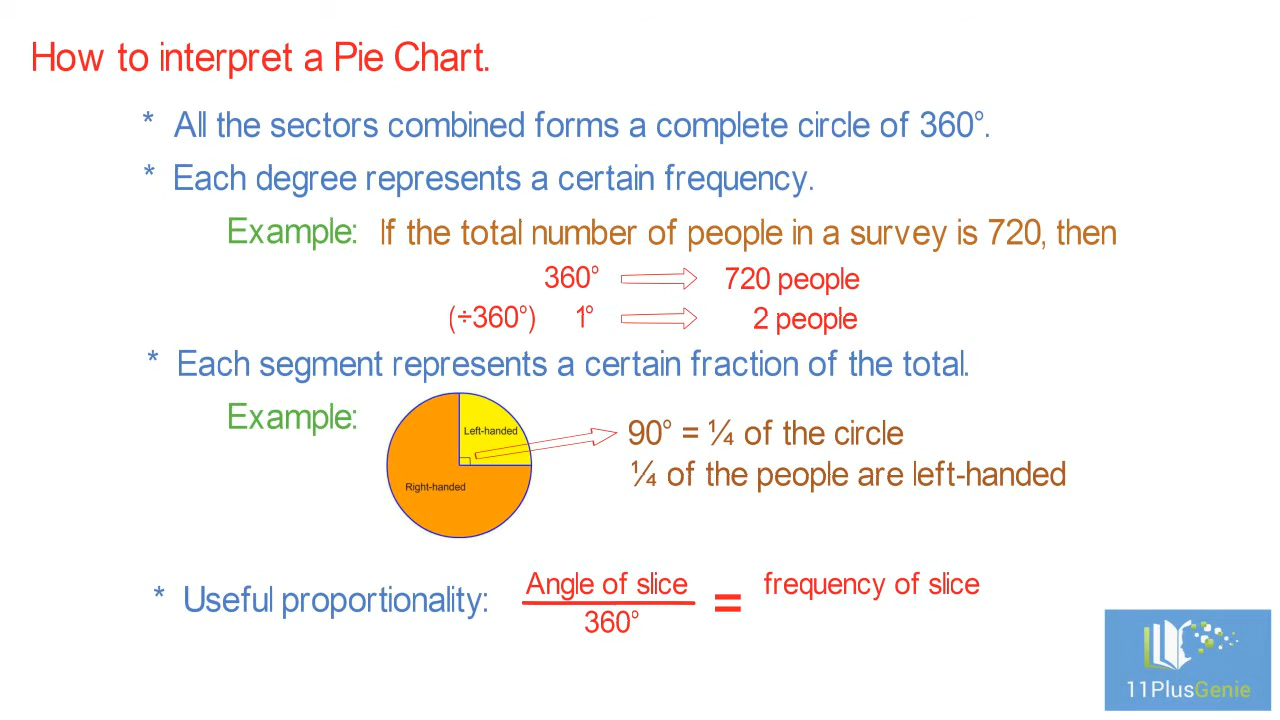 How to interpret a Pie Chart.
* All the sectors combined forms a complete circle of 360°.
* Each degree represents a certain frequency.
Example: If the total number of people in a survey is 720, then
360° 720 people
(÷360°) 1° 2 people
* Each segment represents a certain fraction of the total.
Example:
Left-handed
Right-handed
90° = ¼ of the circle
¼ of the people are left-handed
* Useful proportionality: Angle of slice = frequency of slice
360°
11PlusGenie